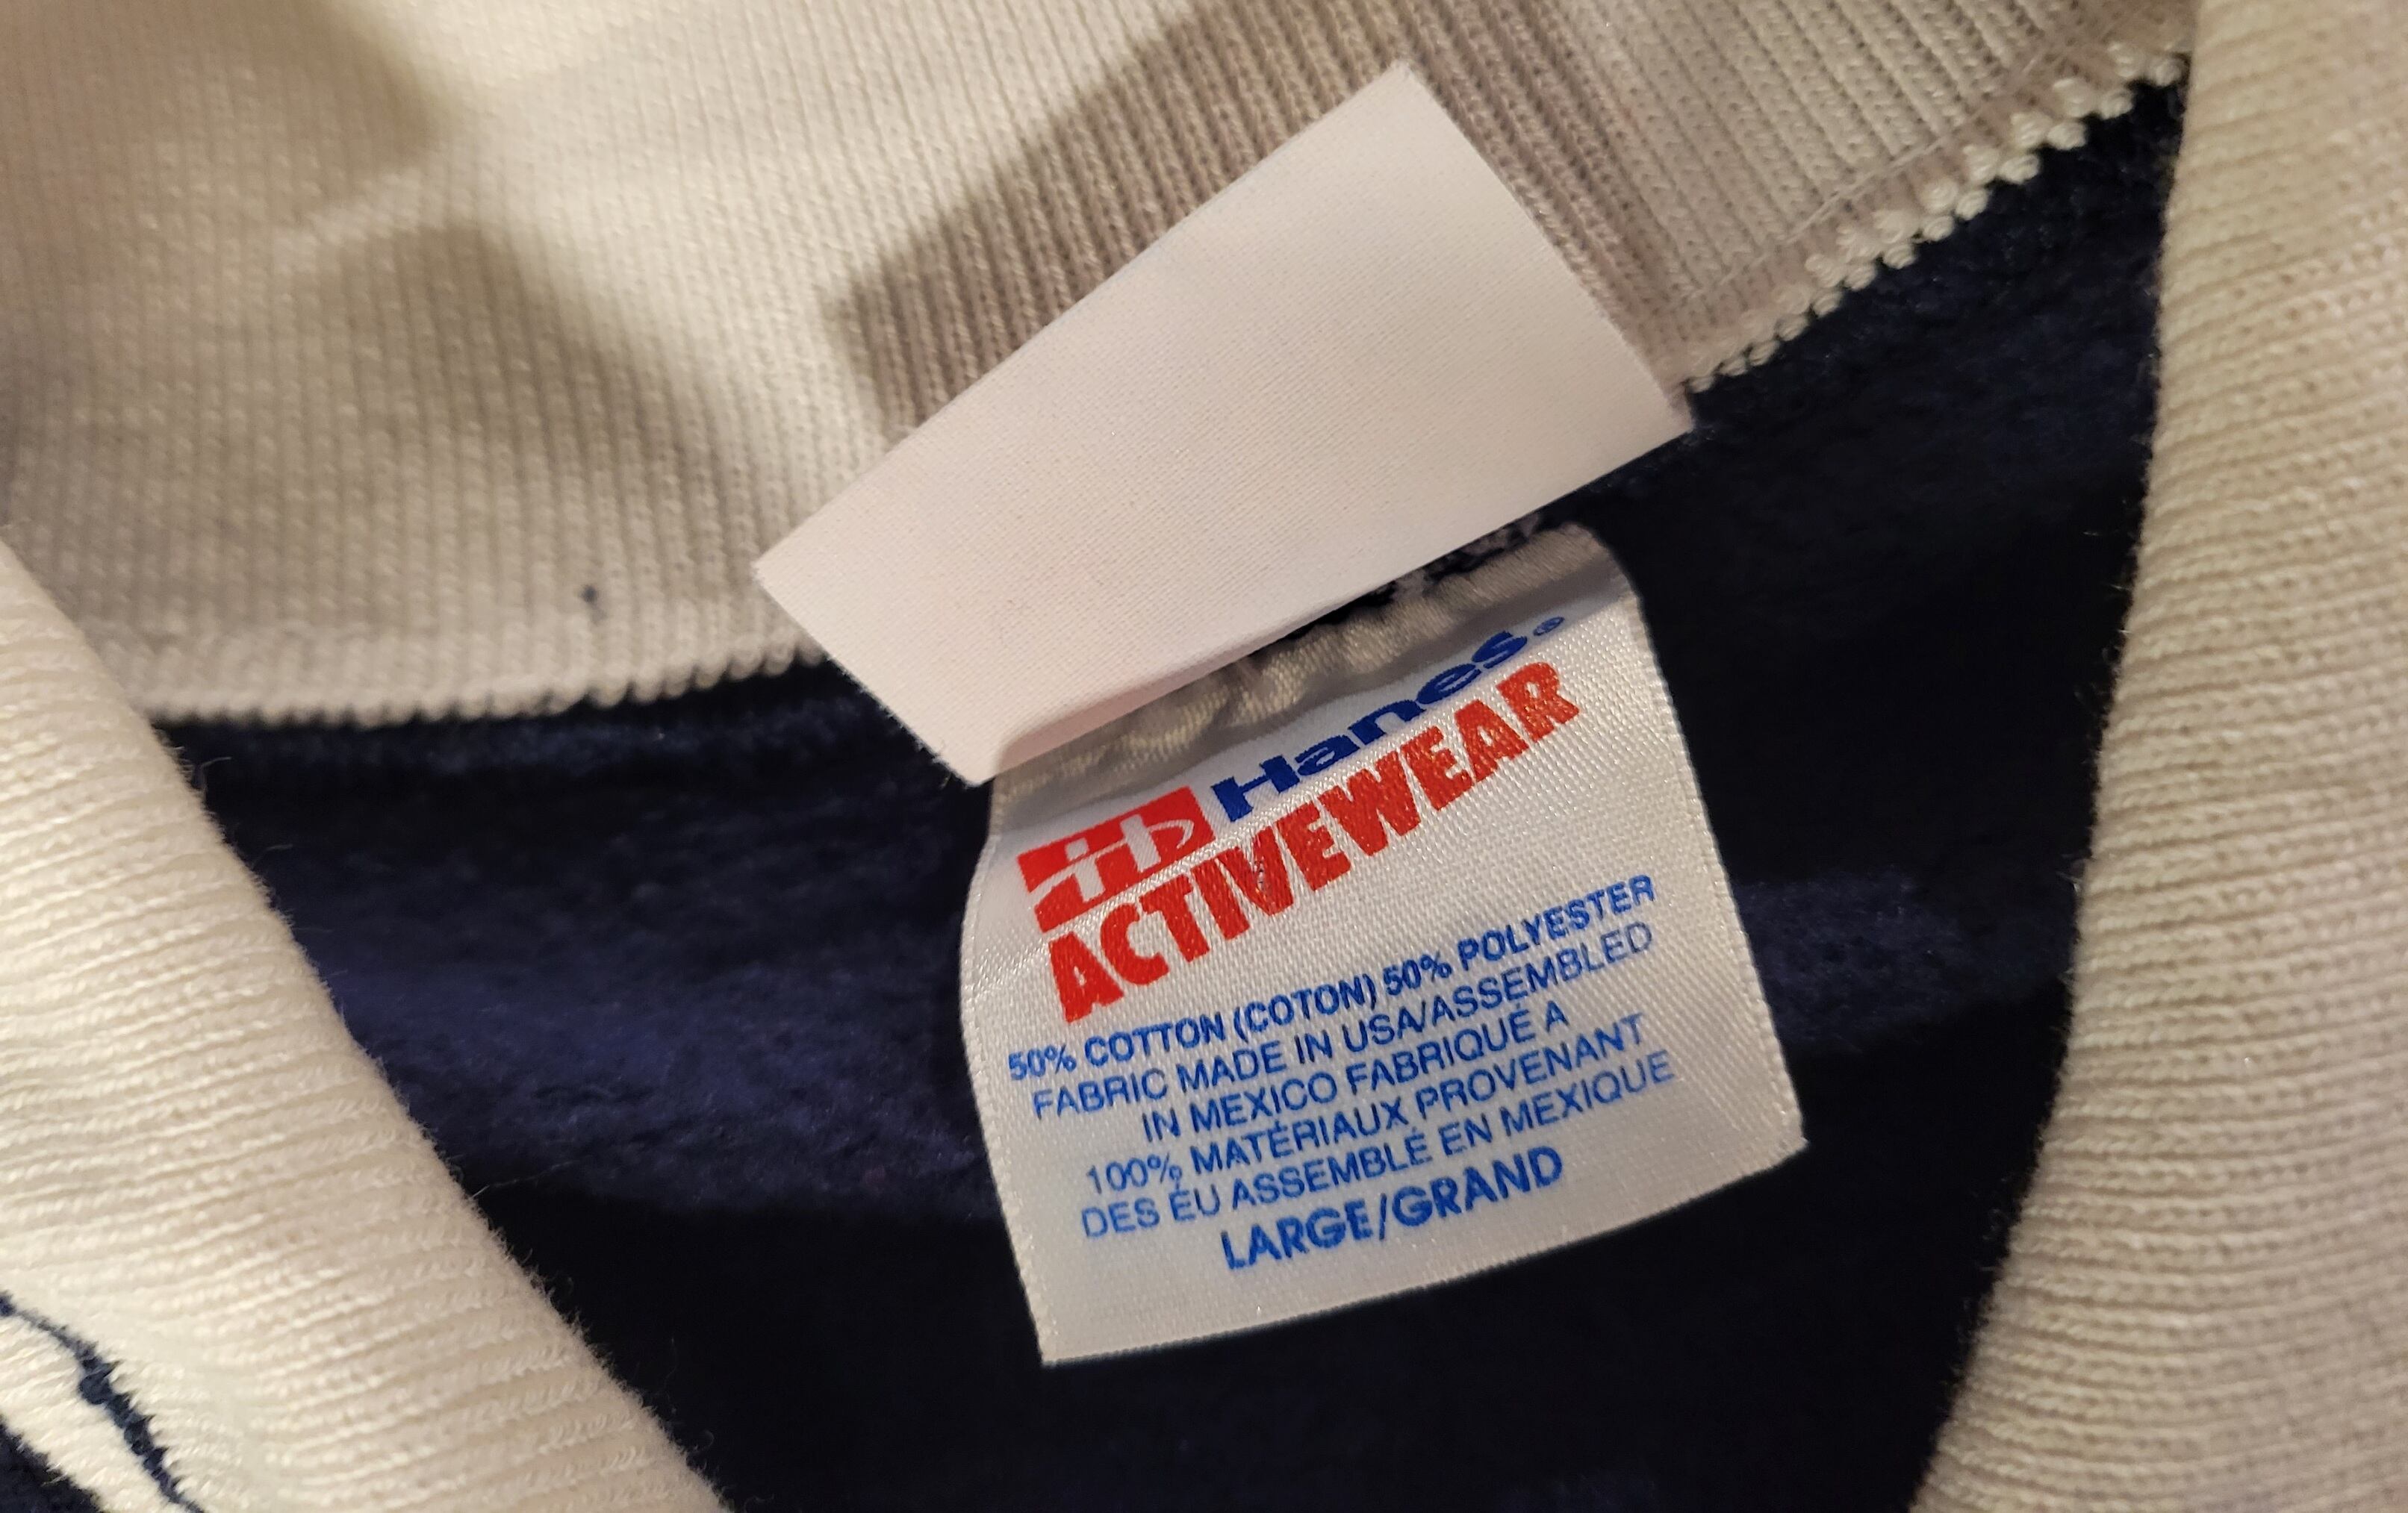 Hanes®
ACTIVEWEAR
50% COTTON (COTON) 50% POLYESTER
FABRIC MADE IN USA/ASSEMBLED
IN MEXICO FABRIQUÉ À
100% MATÉRIAUX PROVENANT
DES ÉU ASSEMBLÉ EN MEXIQUE
LARGE/GRAND